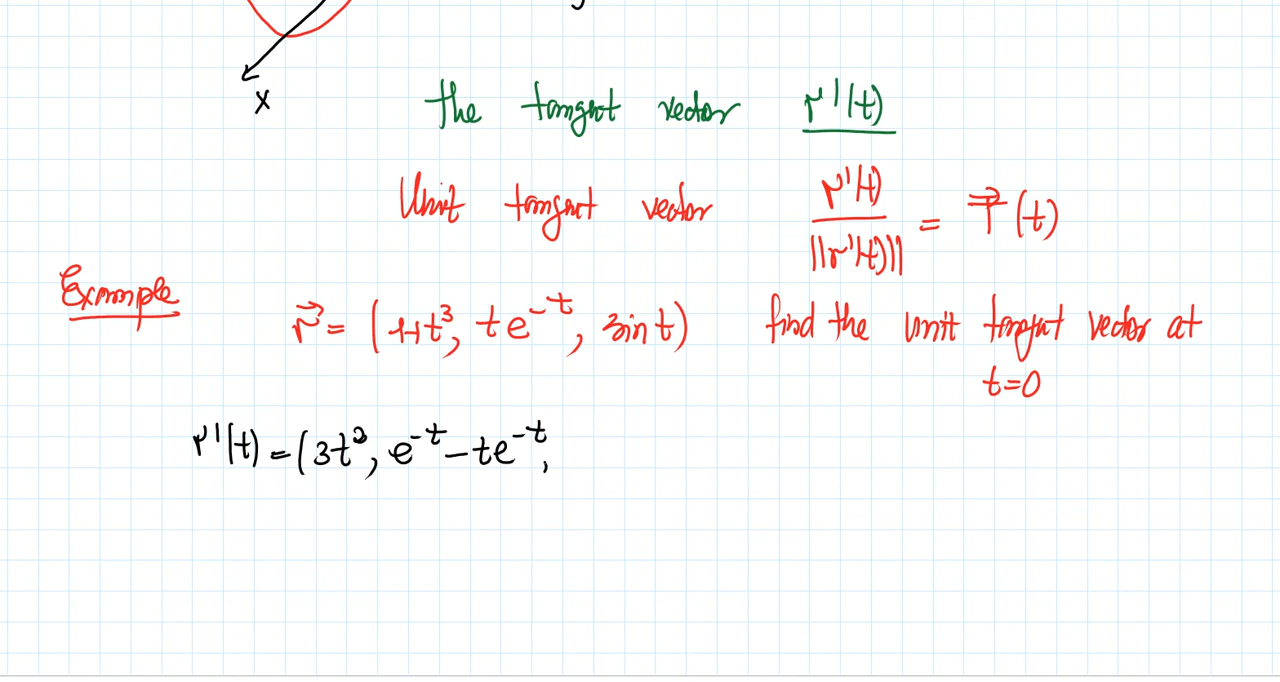 x
the tangent vector r'(t)
Unit tangent vector r'(t) / ||r'(t)|| = T⃗(t)
Example
r⃗ = (1+t³, te⁻ᵗ, sin t) find the unit tangent vector at
t=0
r'(t) = (3t², e⁻ᵗ - te⁻ᵗ,